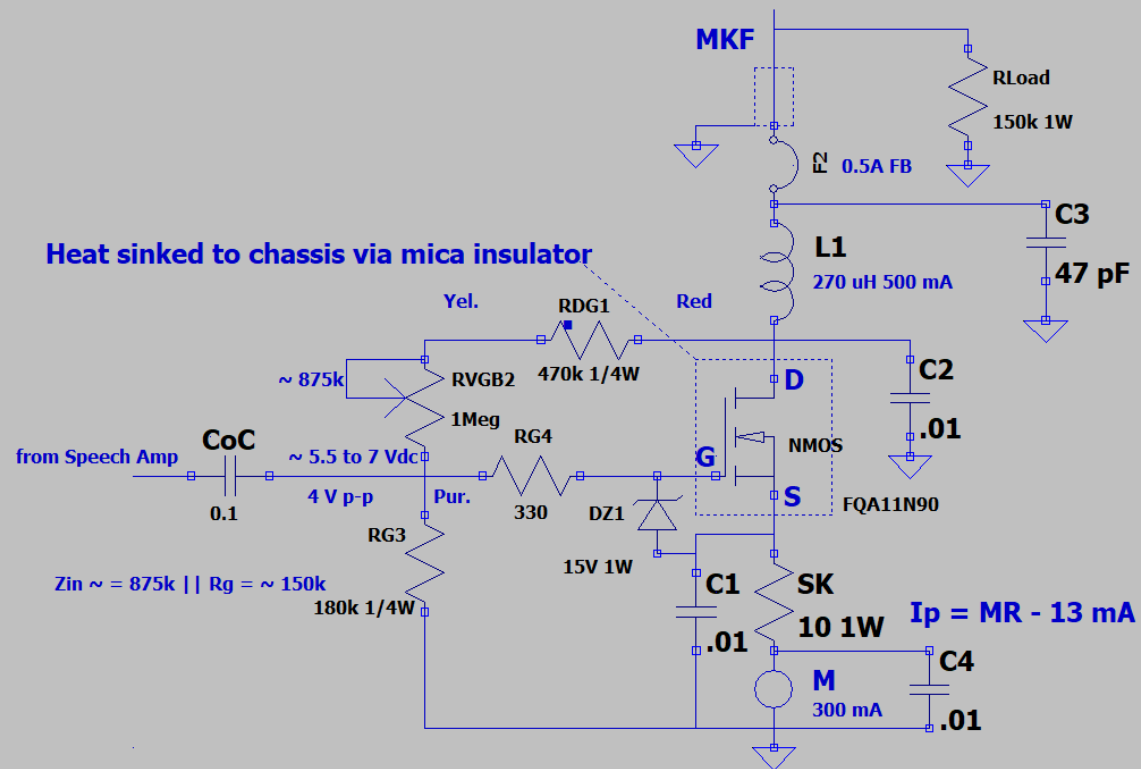 MKF
RLoad
150k 1W
F2
0.5A FB
C3
47 pF
Heat sinked to chassis via mica insulator
L1
270 uH 500 mA
Yel.
RDG1
Red
470k 1/4W
C2
.01
~ 875k
RVGB2
1Meg
D
NMOS
G
S
FQA11N90
from Speech Amp
CoC
0.1
~ 5.5 to 7 Vdc
4 V p-p
Pur.
RG4
330
DZ1
15V 1W
RG3
180k 1/4W
Zin ~ = 875k || Rg = ~ 150k
C1
.01
SK
10 1W
Ip = MR - 13 mA
M
300 mA
C4
.01